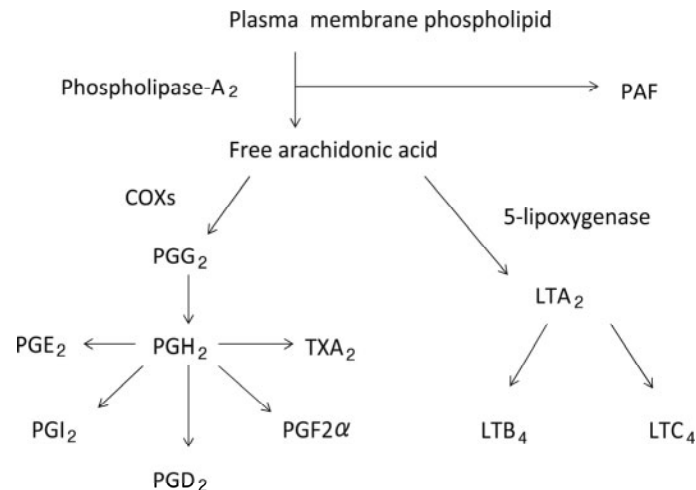 Plasma membrane phospholipid
Phospholipase-A₂
PAF
Free arachidonic acid
COXs
5-lipoxygenase
PGG₂
LTA₂
PGE₂ PGH₂ TXA₂
PGI₂ PGF2α LTB₄ LTC₄
PGD₂